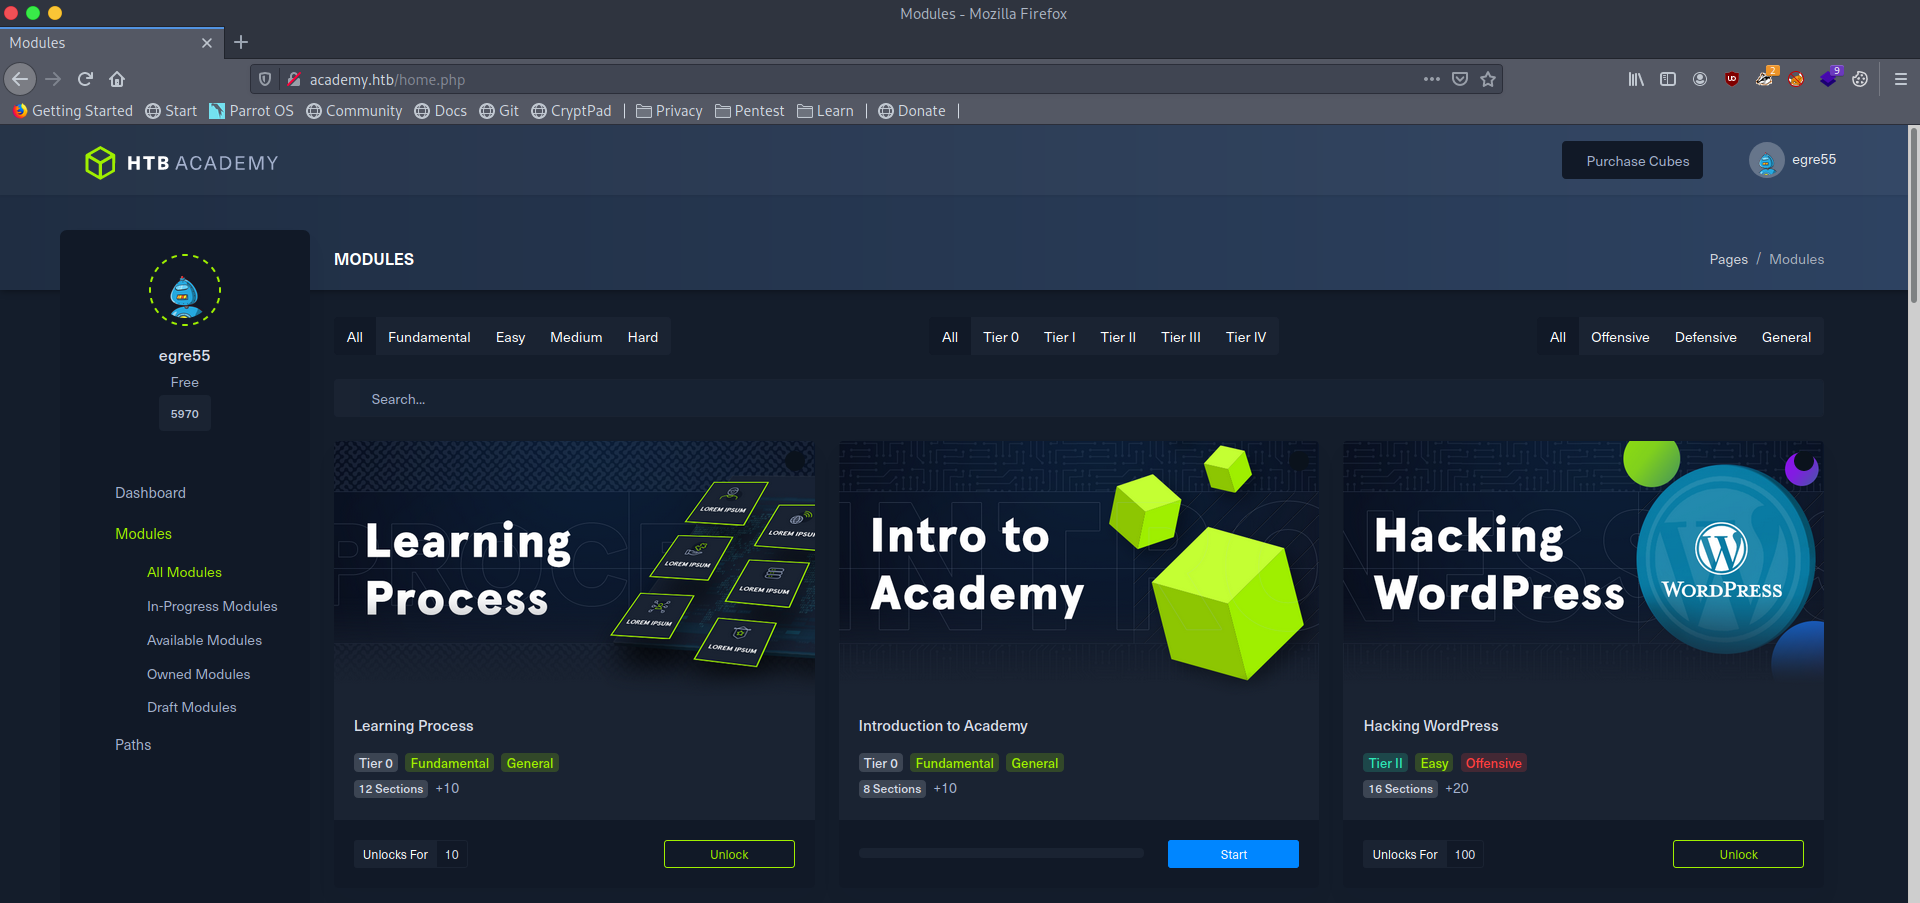 Modules - Mozilla Firefox
Modules
academy.htb/home.php
2
9
Getting Started Start Parrot OS Community Docs Git CryptPad Privacy Pentest Learn Donate
HTB ACADEMY
Purchase Cubes
egre55
MODULES
Pages / Modules
egre55
Free
5970
Dashboard
Modules
All Modules
In-Progress Modules
Available Modules
Owned Modules
Draft Modules
Paths
All Fundamental Easy Medium Hard
All Tier 0 Tier I Tier II Tier III Tier IV
All Offensive Defensive General
Search...
Learning
Process
LOREM IPSUM
LOREM IPSUM
LOREM IPSUM
LOREM IPSUM
LOREM IPSUM
LOREM IPSUM
Learning Process
Tier 0 Fundamental General
12 Sections +10
Unlocks For 10
Unlock
Intro to
Academy
Introduction to Academy
Tier 0 Fundamental General
8 Sections +10
Start
Hacking
WordPress
WORDPRESS
Hacking WordPress
Tier II Easy Offensive
16 Sections +20
Unlocks For 100
Unlock